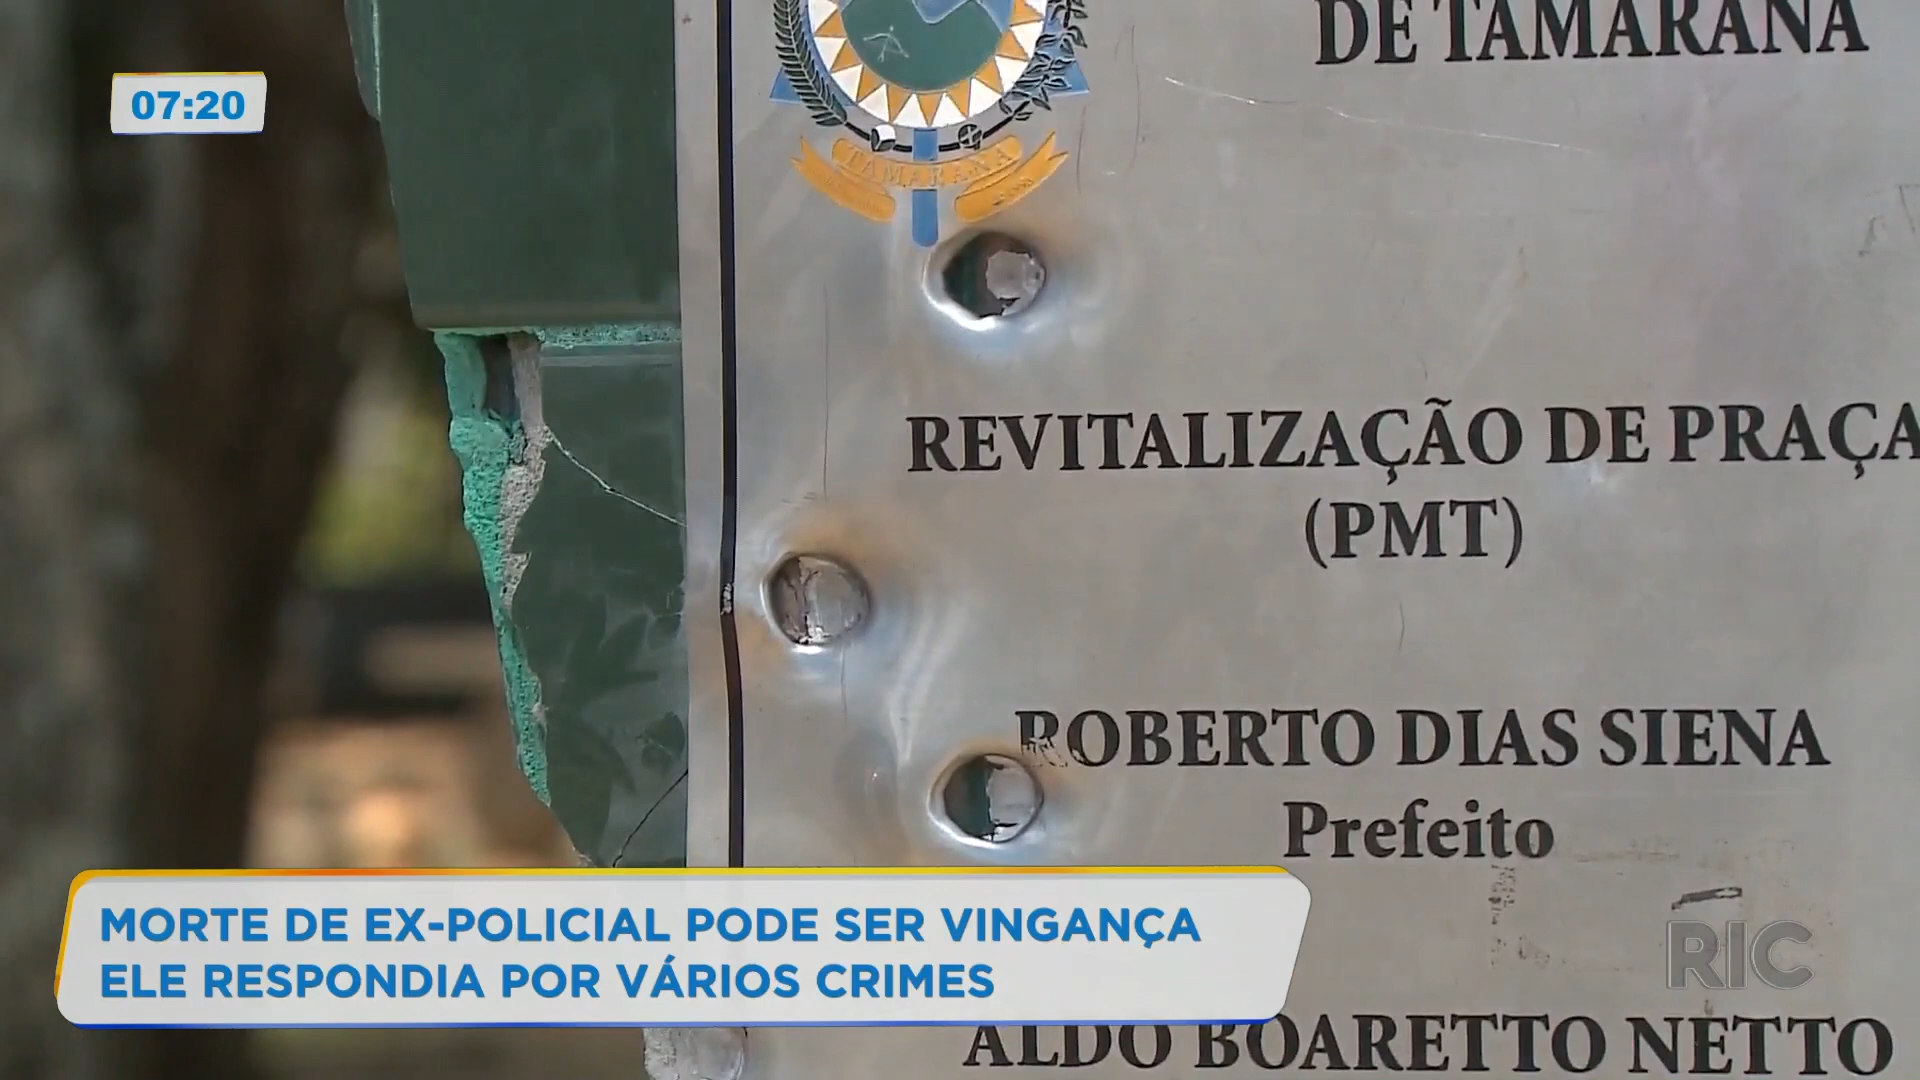 DE TAMARANA
07:20
TAMARANA
REVITALIZAÇÃO DE PRAÇA
(PMT)
ROBERTO DIAS SIENA
Prefeito
MORTE DE EX-POLICIAL PODE SER VINGANÇA
ELE RESPONDIA POR VÁRIOS CRIMES
RIC
ALDO BOARETTO NETTO